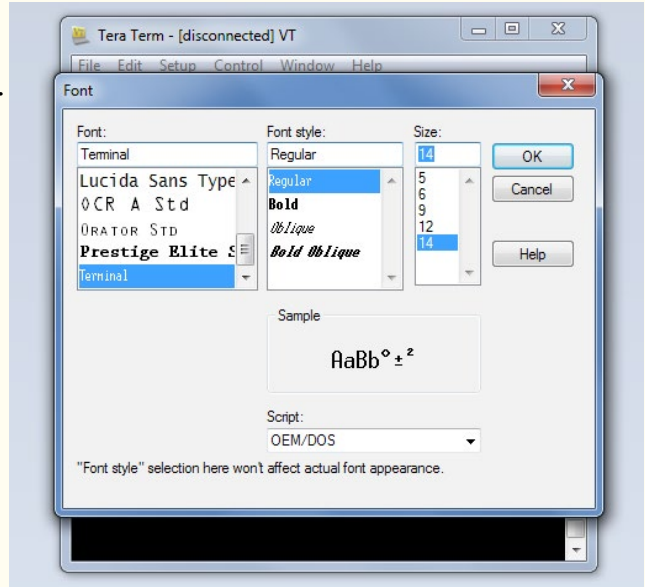 Tera Term - [disconnected] VT
File Edit Setup Control Window Help
Font
Font:
Terminal
Lucida Sans Type
OCR A Std
ORATOR STD
Prestige Elite S
Terminal
Font style:
Regular
Regular
Bold
Oblique
Bold Oblique
Size:
14
5
6
9
12
14
OK
Cancel
Help
Sample
AaBb°±²
Script:
OEM/DOS
"Font style" selection here won't affect actual font appearance.